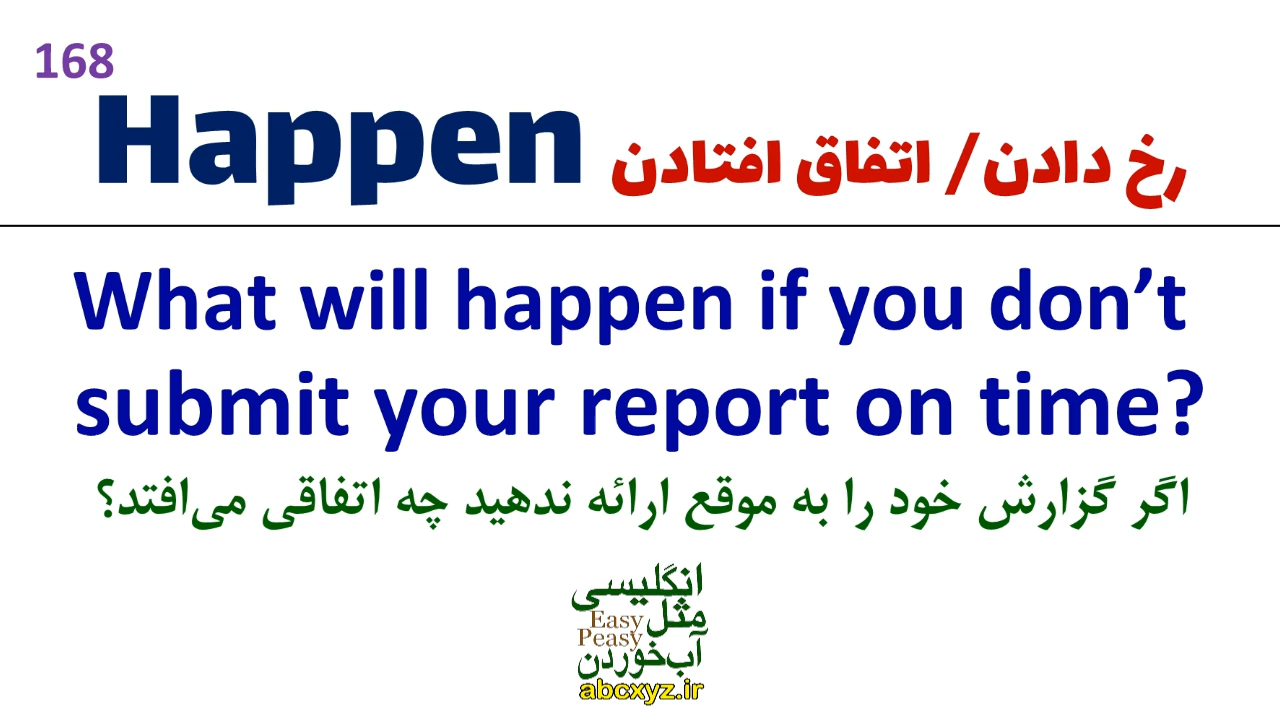 168
Happen رخ دادن/ اتفاق افتادن
What will happen if you don’t
submit your report on time?
اگر گزارش خود را به موقع ارائه ندهید چه اتفاقی می‌افتد؟
انگلیسی
مثل Easy
Peasy
آب‌خوردن
abcxyz.ir